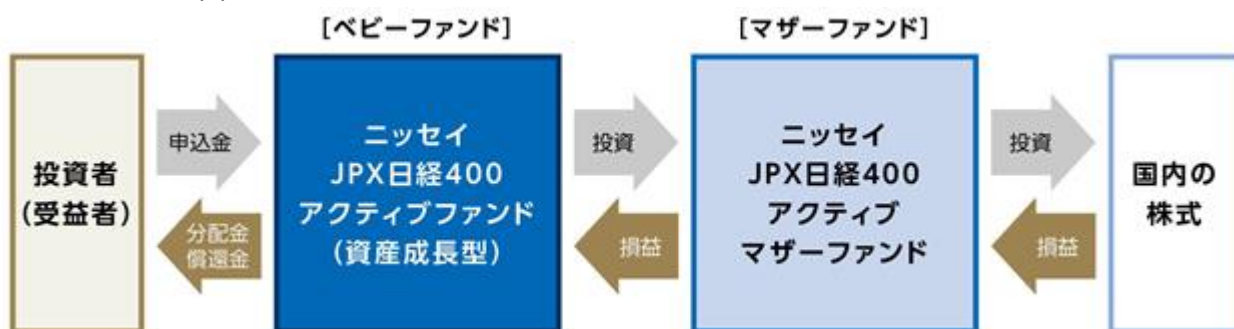 [ベビーファンド]
[マザーファンド]
投資者
(受益者)
申込金
分配金
償還金
ニッセイ
JPX日経400
アクティブファンド
(資産成長型)
投資
損益
ニッセイ
JPX日経400
アクティブ
マザーファンド
投資
損益
国内の
株式